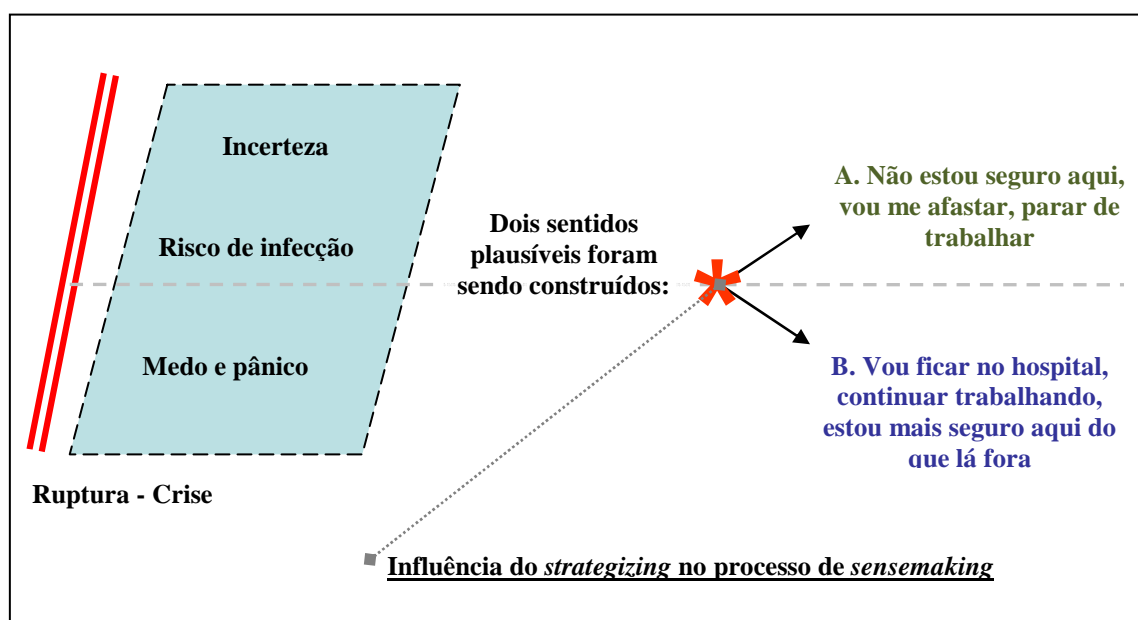 Incerteza
Risco de infecção
Medo e pânico
Ruptura - Crise
Dois sentidos
plausíveis foram
sendo construídos:
A. Não estou seguro aqui,
vou me afastar, parar de
trabalhar
B. Vou ficar no hospital,
continuar trabalhando,
estou mais seguro aqui do
que lá fora
Influência do strategizing no processo de sensemaking